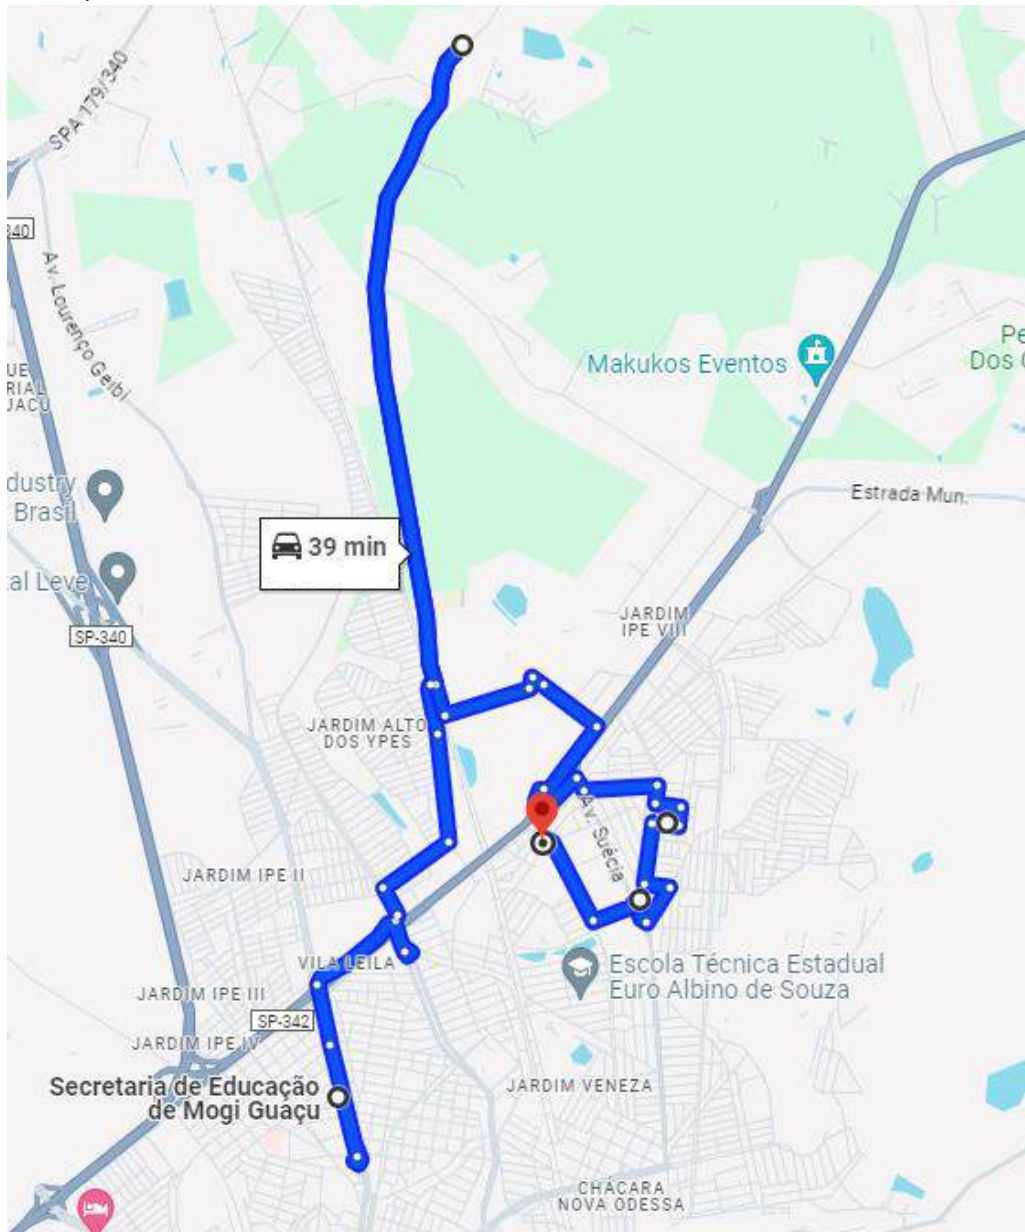 SPA 179/340
340
Av. Lourenço Geibi
Makukos Eventos
Pe
Dos
UE
RIAL
UAÇU
dustry
Brasil
Estrada Mun.
39 min
al Leve
SP-340
JARDIM
IPE VIII
JARDIM ALTO
DOS YPES
Av. Suécia
JARDIM IPE II
VILA LEILA
Escola Técnica Estadual
Euro Albino de Souza
JARDIM IPE III
SP-342
JARDIM IPE IV
Secretaria de Educação
de Mogi Guaçu
JARDIM VENEZA
CHÁCARA
NOVA ODESSA